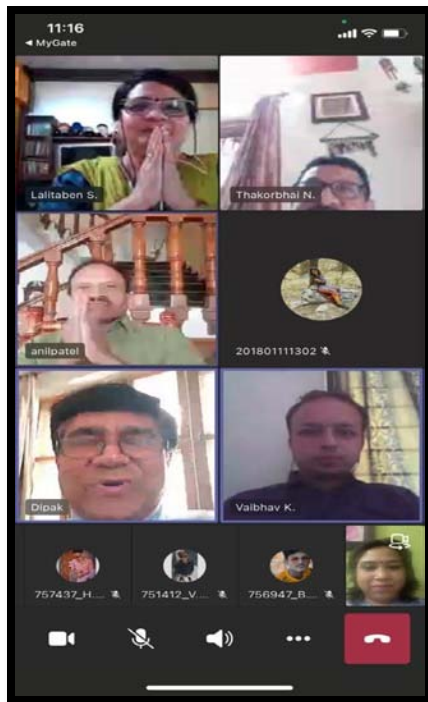 11:16
◀ MyGate
Lalitaben S.
Thakorbhai N.
anilpatel
201801111302
Dipak
Vaibhav K.
757437_H...
751412_V....
756947_B...